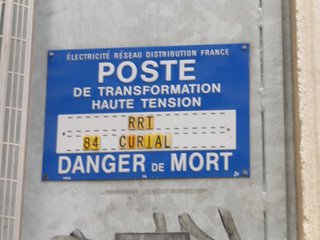 ÉLECTRICITÉ RÉSEAU DISTRIBUTION FRANCE
POSTE
DE TRANSFORMATION
HAUTE TENSION
RRT
84 CURIAL
DANGER DE MORT